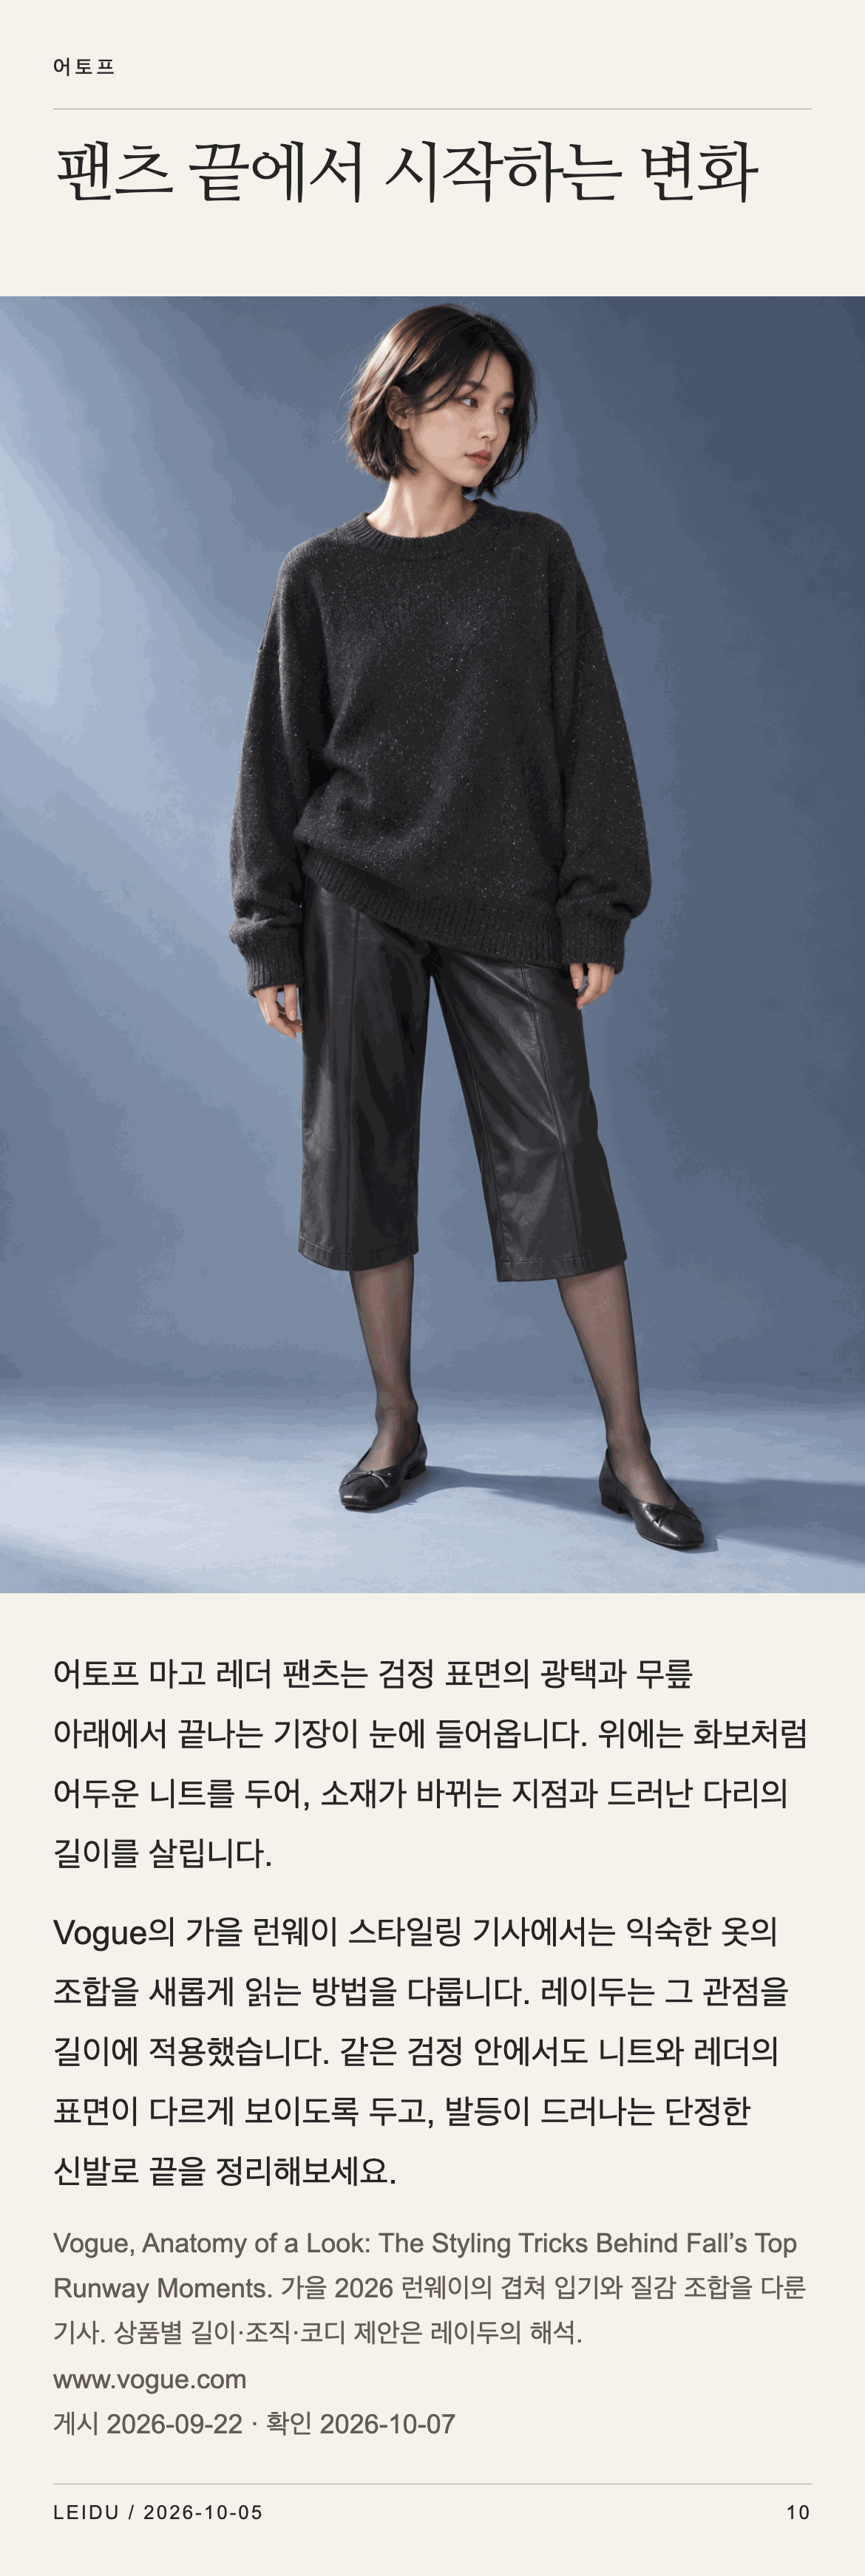 어토프
팬츠 끝에서 시작하는 변화
어토프 마고 레더 팬츠는 검정 표면의 광택과 무릎
아래에서 끝나는 기장이 눈에 들어옵니다. 위에는 화보처럼
어두운 니트를 두어, 소재가 바뀌는 지점과 드러난 다리의
길이를 살립니다.
Vogue의 가을 런웨이 스타일링 기사에서는 익숙한 옷의
조합을 새롭게 읽는 방법을 다룹니다. 레이두는 그 관점을
길이에 적용했습니다. 같은 검정 안에서도 니트와 레더의
표면이 다르게 보이도록 두고, 발등이 드러나는 단정한
신발로 끝을 정리해보세요.
Vogue, Anatomy of a Look: The Styling Tricks Behind Fall’s Top
Runway Moments. 가을 2026 런웨이의 겹쳐 입기와 질감 조합을 다룬
기사. 상품별 길이·조직·코디 제안은 레이두의 해석.
www.vogue.com
게시 2026-09-22 · 확인 2026-10-07
LEIDU / 2026-10-05
10